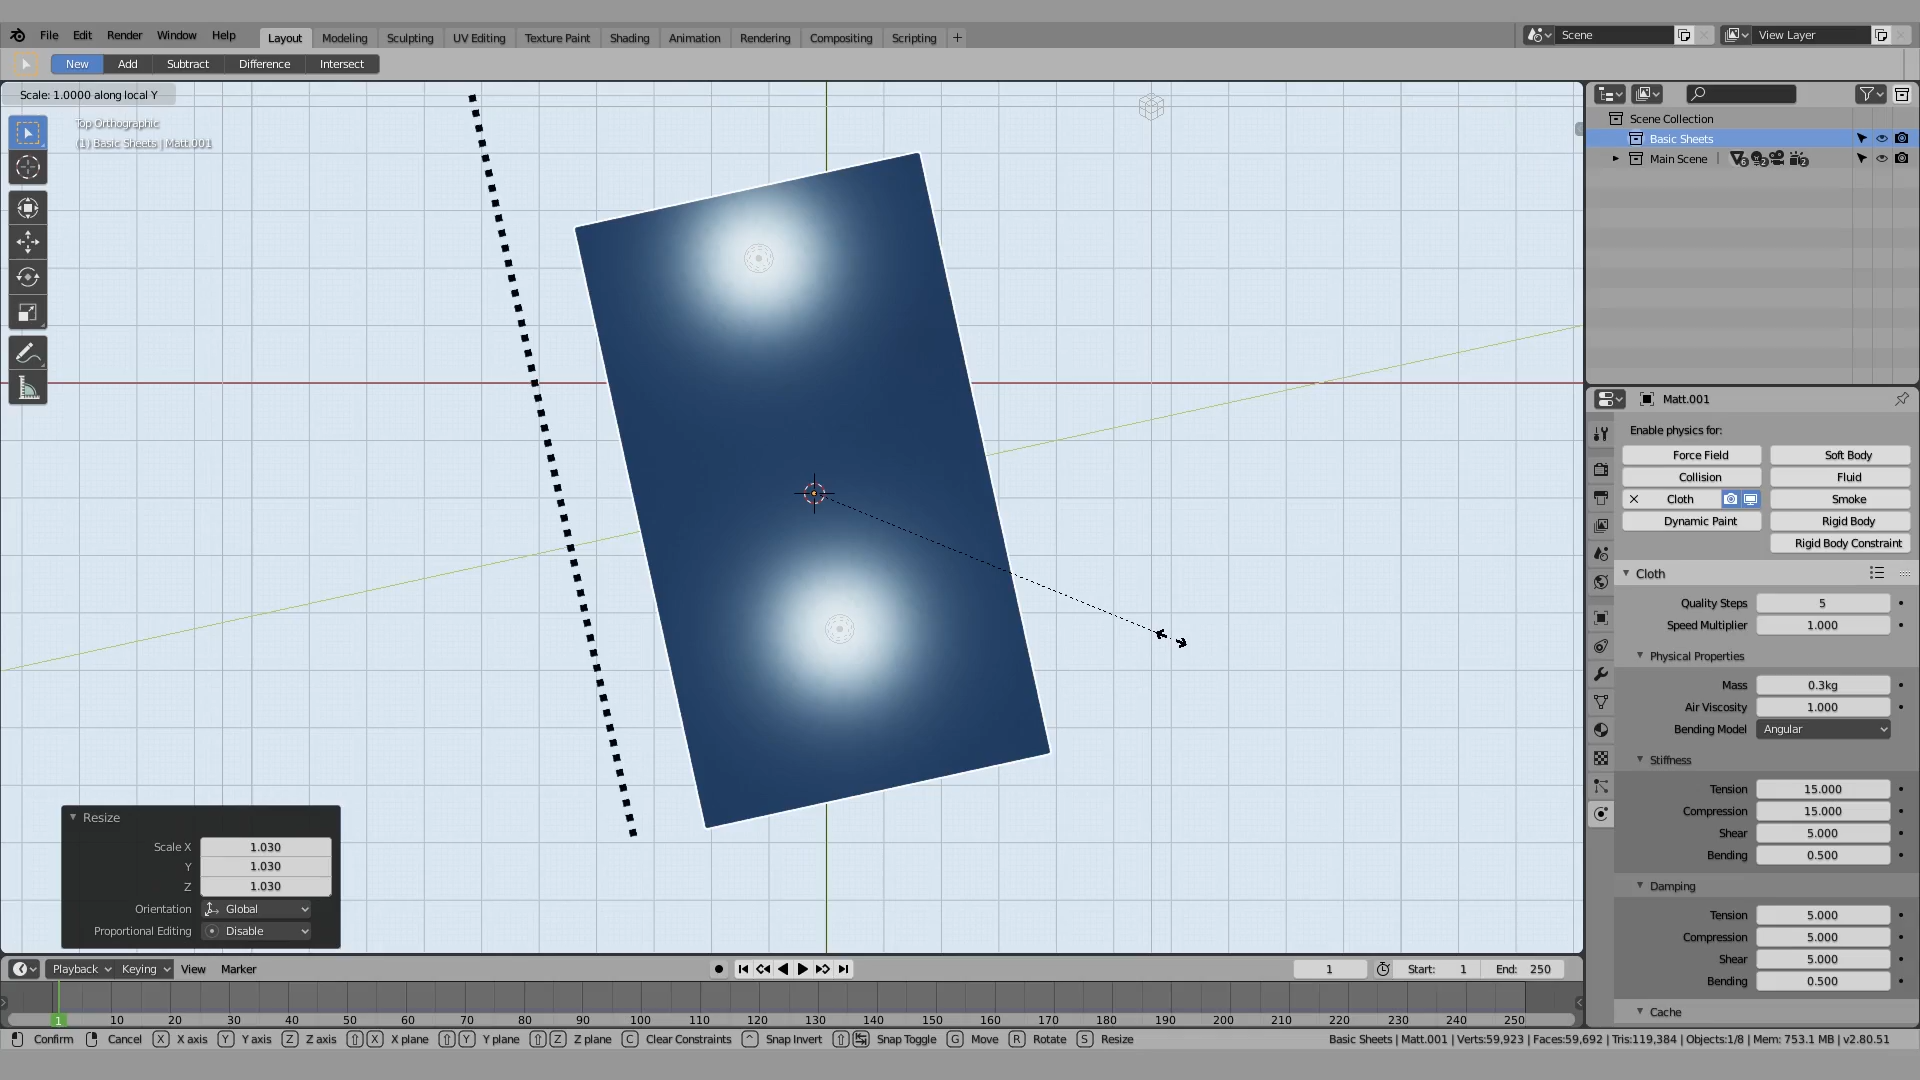 File Edit Render Window Help Layout Modeling Sculpting UV Editing Texture Paint Shading Animation Rendering Compositing Scripting + Scene View Layer
New Add Subtract Difference Intersect
Scale: 1.0000 along local Y
Top Orthographic
(1) Basic Sheets | Matt.001
Scene Collection
Basic Sheets
Main Scene 6 2 2
Matt.001
Enable physics for:
Force Field Soft Body
Collision Fluid
Cloth Smoke
Dynamic Paint Rigid Body
Rigid Body Constraint
Cloth
Quality Steps 5
Speed Multiplier 1.000
Physical Properties
Mass 0.3kg
Air Viscosity 1.000
Bending Model Angular
Stiffness
Tension 15.000
Compression 15.000
Shear 5.000
Bending 0.500
Damping
Tension 5.000
Compression 5.000
Shear 5.000
Bending 0.500
Cache
Resize
Scale X 1.030
Y 1.030
Z 1.030
Orientation Global
Proportional Editing Disable
Playback Keying View Marker 1 Start: 1 End: 250
1 10 20 30 40 50 60 70 80 90 100 110 120 130 140 150 160 170 180 190 200 210 220 230 240 250
Confirm Cancel X X axis Y Y axis Z Z axis X X plane Y Y plane Z Z plane C Clear Constraints ^ Snap Invert Snap Toggle G Move R Rotate S Resize Basic Sheets | Matt.001 | Verts:59,923 | Faces:59,692 | Tris:119,384 | Objects:1/8 | Mem: 753.1 MB | v2.80.51